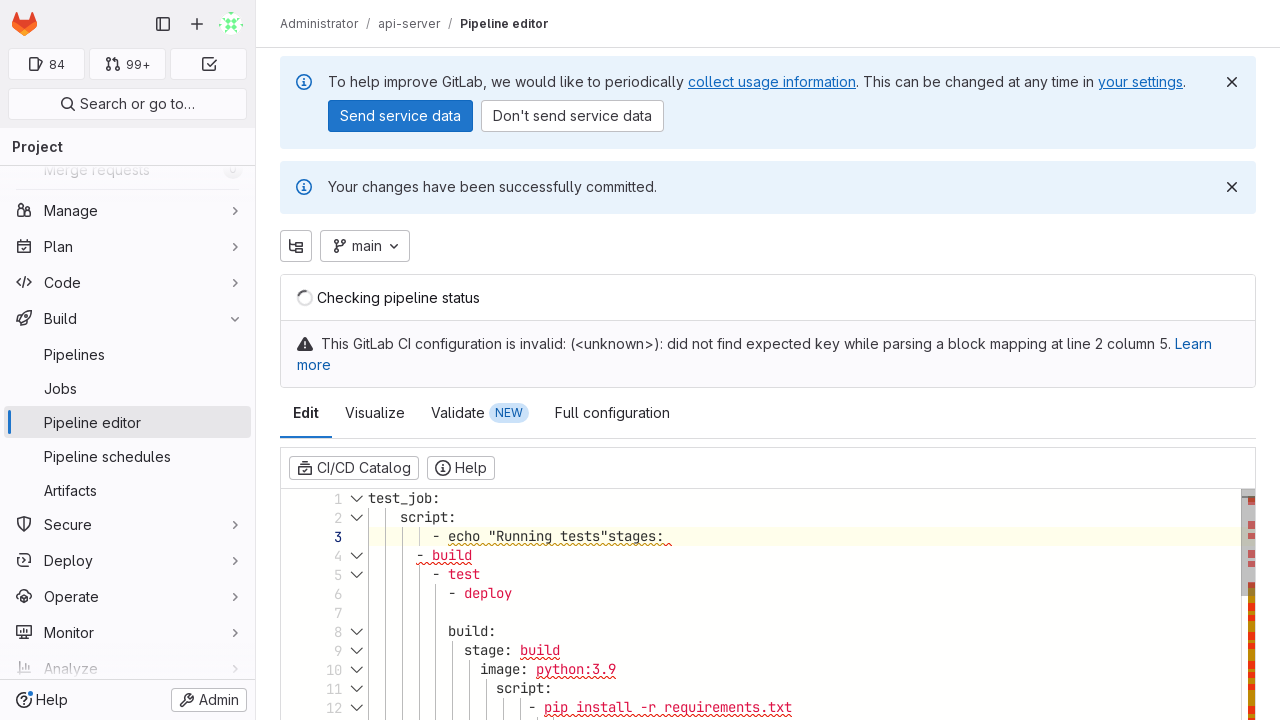 Administrator / api-server / Pipeline editor
84
99+
Search or go to…
Project
Merge requests
Manage
Plan
Code
Build
Pipelines
Jobs
Pipeline editor
Pipeline schedules
Artifacts
Secure
Deploy
Operate
Monitor
Analyze
Help
Admin
To help improve GitLab, we would like to periodically collect usage information. This can be changed at any time in your settings.
Send service data
Don't send service data
Your changes have been successfully committed.
main
Checking pipeline status
This GitLab CI configuration is invalid: (<unknown>): did not find expected key while parsing a block mapping at line 2 column 5. Learn
more
Edit
Visualize
Validate NEW
Full configuration
CI/CD Catalog
Help
1 test_job:
2 script:
3 - echo "Running tests"stages:
4 - build
5 - test
6 - deploy
7
8 build:
9 stage: build
10 image: python:3.9
11 script:
12 - pip install -r requirements.txt